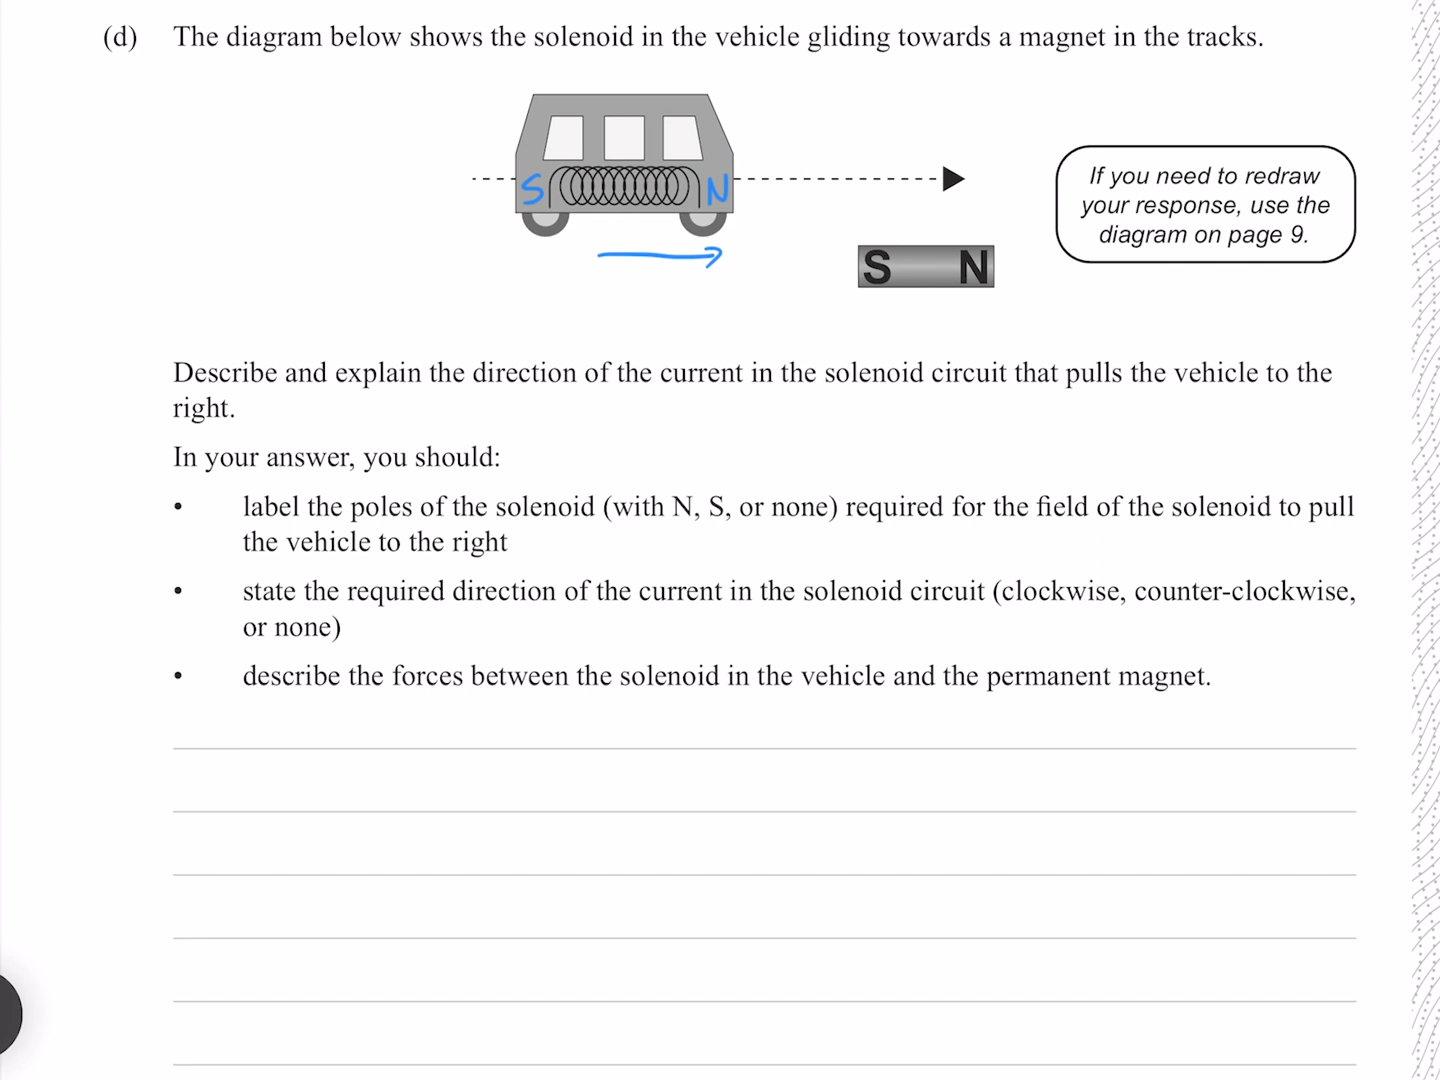 (d) The diagram below shows the solenoid in the vehicle gliding towards a magnet in the tracks.
S N
S N
If you need to redraw
your response, use the
diagram on page 9.
Describe and explain the direction of the current in the solenoid circuit that pulls the vehicle to the
right.
In your answer, you should:
• label the poles of the solenoid (with N, S, or none) required for the field of the solenoid to pull
the vehicle to the right
• state the required direction of the current in the solenoid circuit (clockwise, counter-clockwise,
or none)
• describe the forces between the solenoid in the vehicle and the permanent magnet.